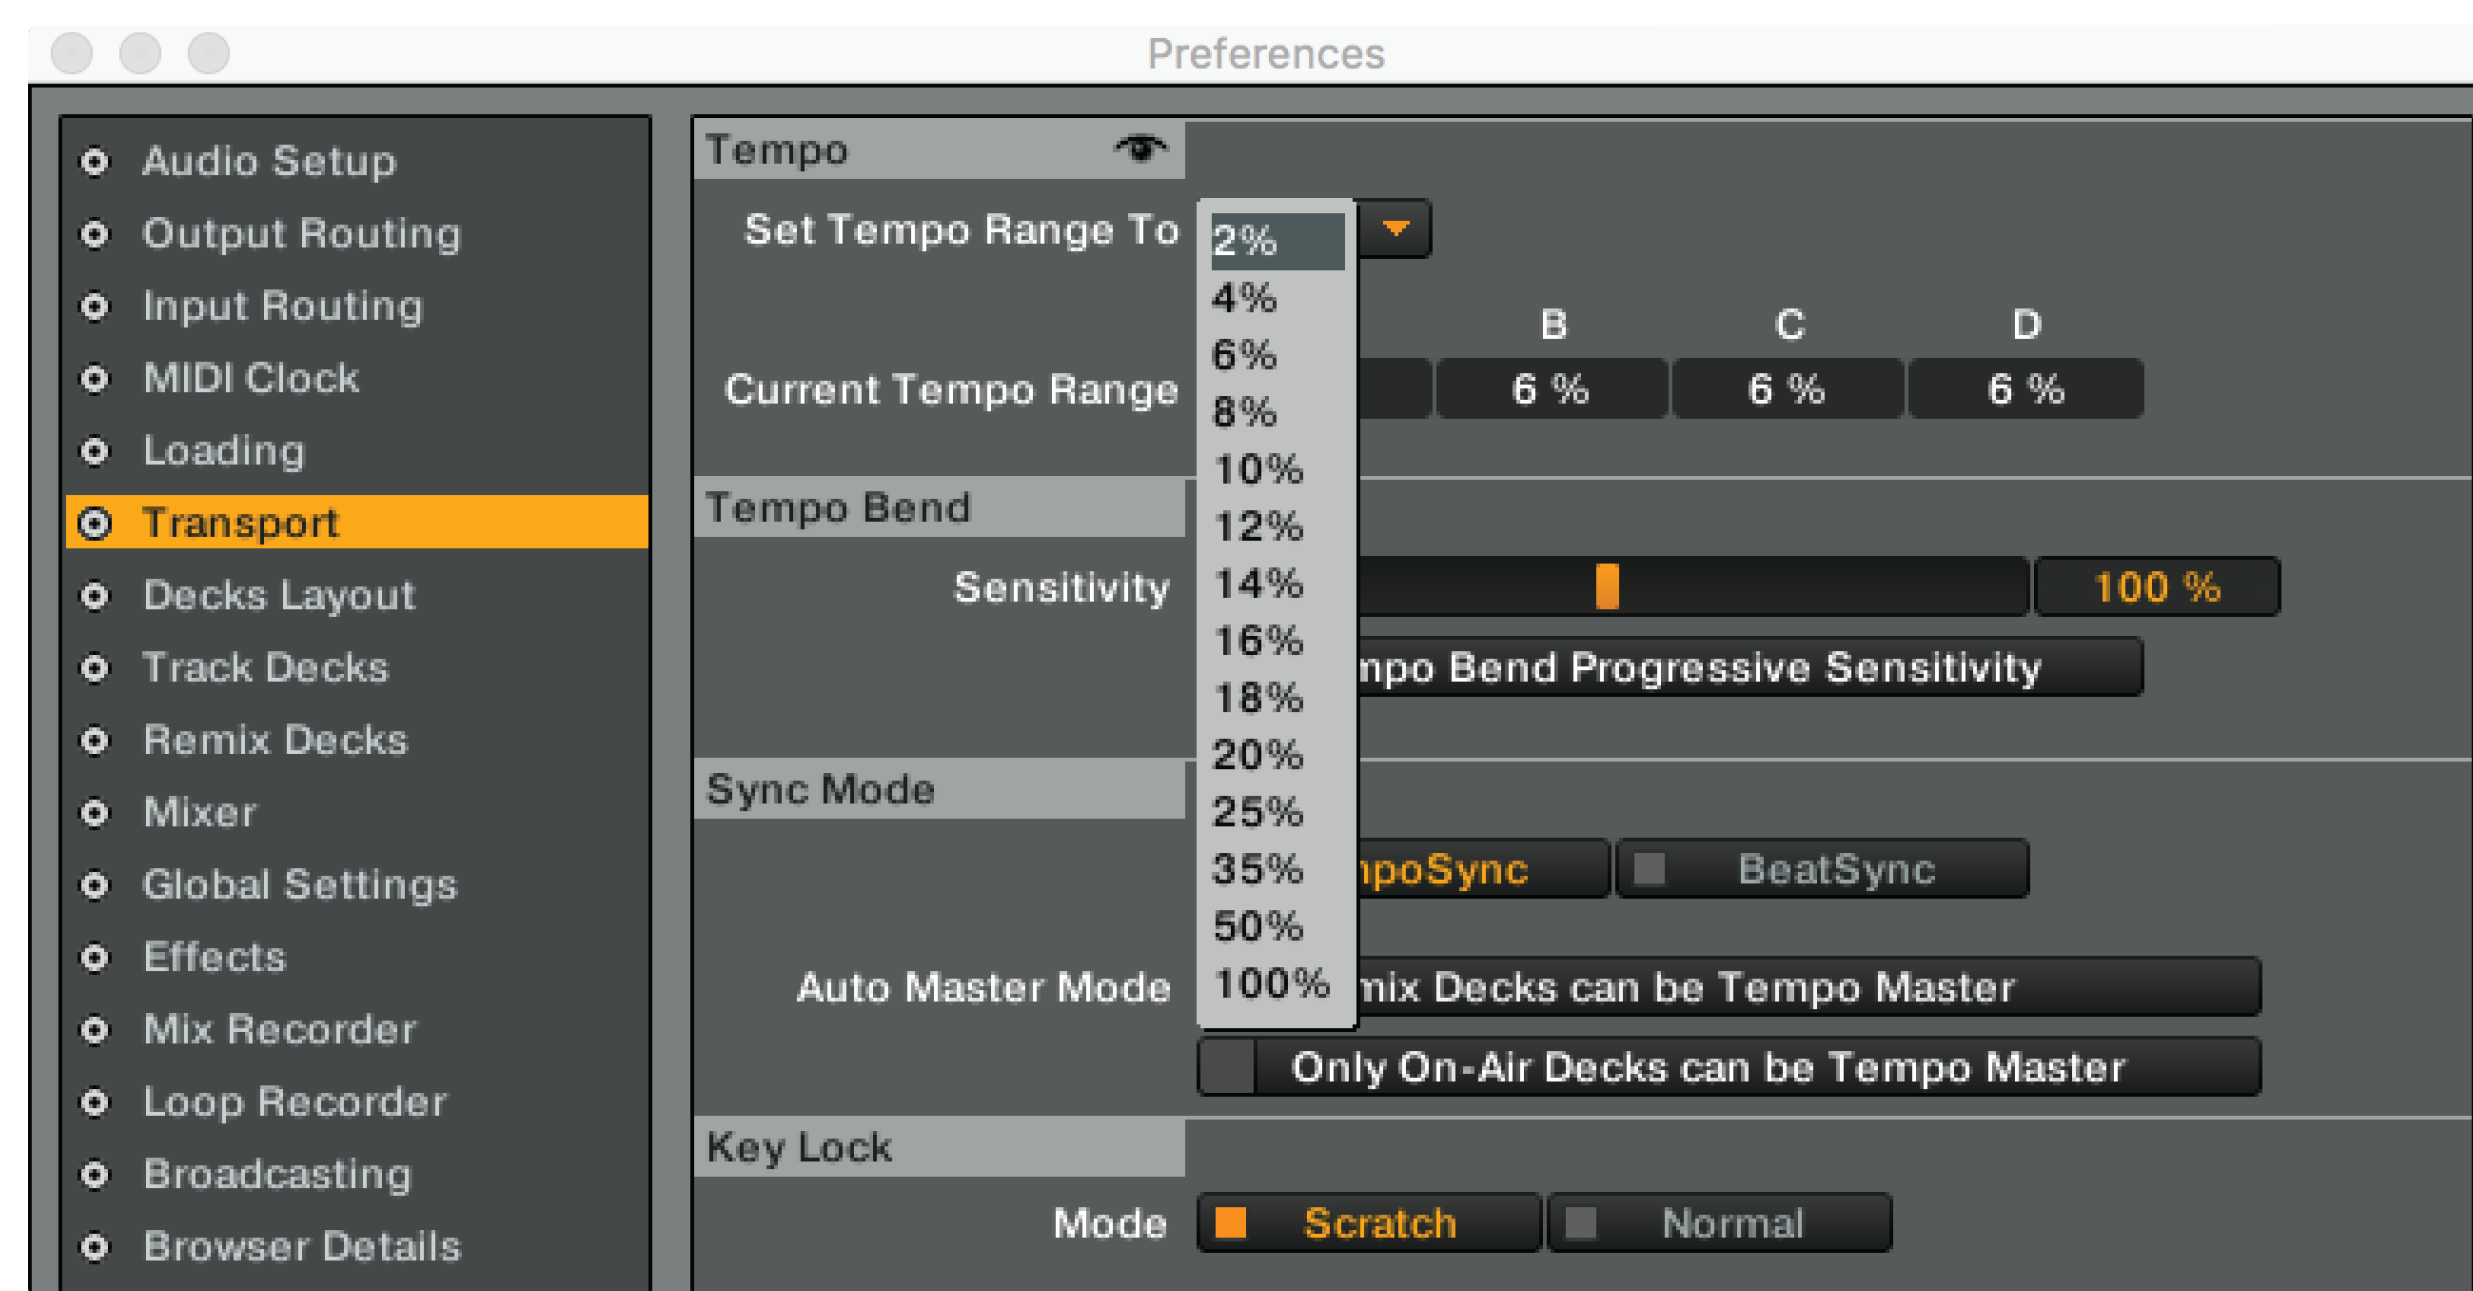 Preferences
Audio Setup
Output Routing
Input Routing
MIDI Clock
Loading
Transport
Decks Layout
Track Decks
Remix Decks
Mixer
Global Settings
Effects
Mix Recorder
Loop Recorder
Broadcasting
Browser Details
Tempo
Set Tempo Range To
2%
4%
6%
8%
10%
12%
14%
16%
18%
20%
25%
35%
50%
100%
B C D
Current Tempo Range 6 % 6 % 6 %
Tempo Bend
Sensitivity 100 %
Bend Progressive Sensitivity
Sync Mode
BeatSync
Auto Master Mode
Decks can be Tempo Master
Only On-Air Decks can be Tempo Master
Key Lock
Mode Scratch Normal